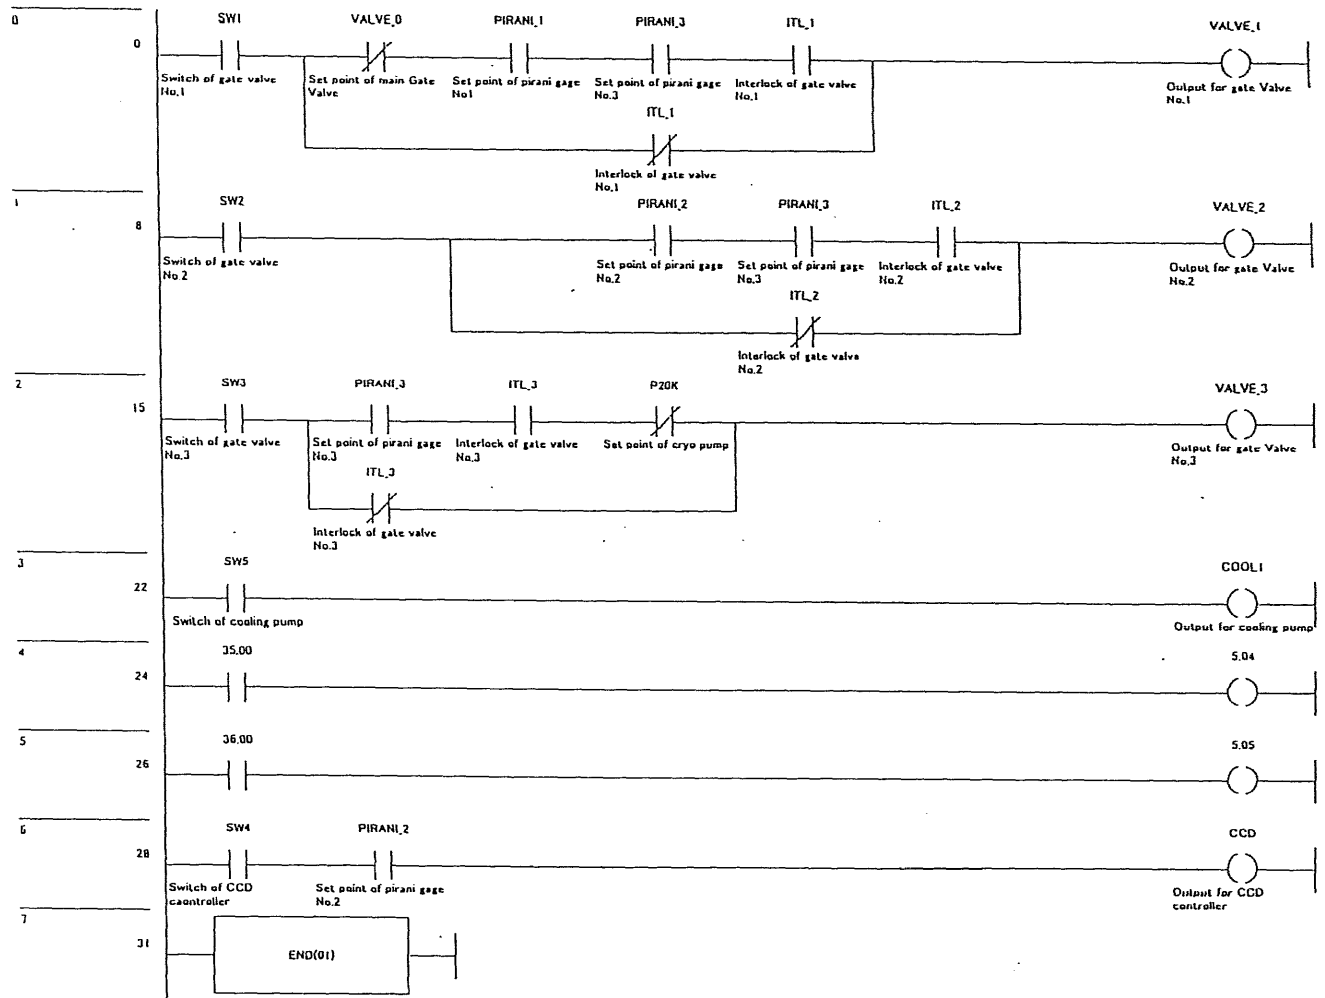 0
0
SW1
VALVE_0
PIRANI_1
PIRANI_3
ITL_1
VALVE_1
Switch of gate valve
No.1
Set point of main Gate
Valve
Set point of pirani gage
No1
Set point of pirani gage
No.3
Interlock of gate valve
No.1
Output for gate Valve
No.1
ITL_1
Interlock of gate valve
No.1
1
8
SW2
PIRANI_2
PIRANI_3
ITL_2
VALVE_2
Switch of gate valve
No.2
Set point of pirani gage
No.2
Set point of pirani gage
No.3
Interlock of gate valve
No.2
Output for gate Valve
No.2
ITL_2
Interlock of gate valve
No.2
2
15
SW3
PIRANI_3
ITL_3
P20K
VALVE_3
Switch of gate valve
No.3
Set point of pirani gage
No.3
Interlock of gate valve
No.3
Set point of cryo pump
Output for gate Valve
No.3
ITL_3
Interlock of gate valve
No.3
3
22
SW5
COOL1
Switch of cooling pump
Output for cooling pump
4
24
35.00
5.04
5
26
36.00
5.05
6
28
SW4
PIRANI_2
CCD
Switch of CCD
caontroller
Set point of pirani gage
No.2
Output for CCD
controller
7
31
END(01)